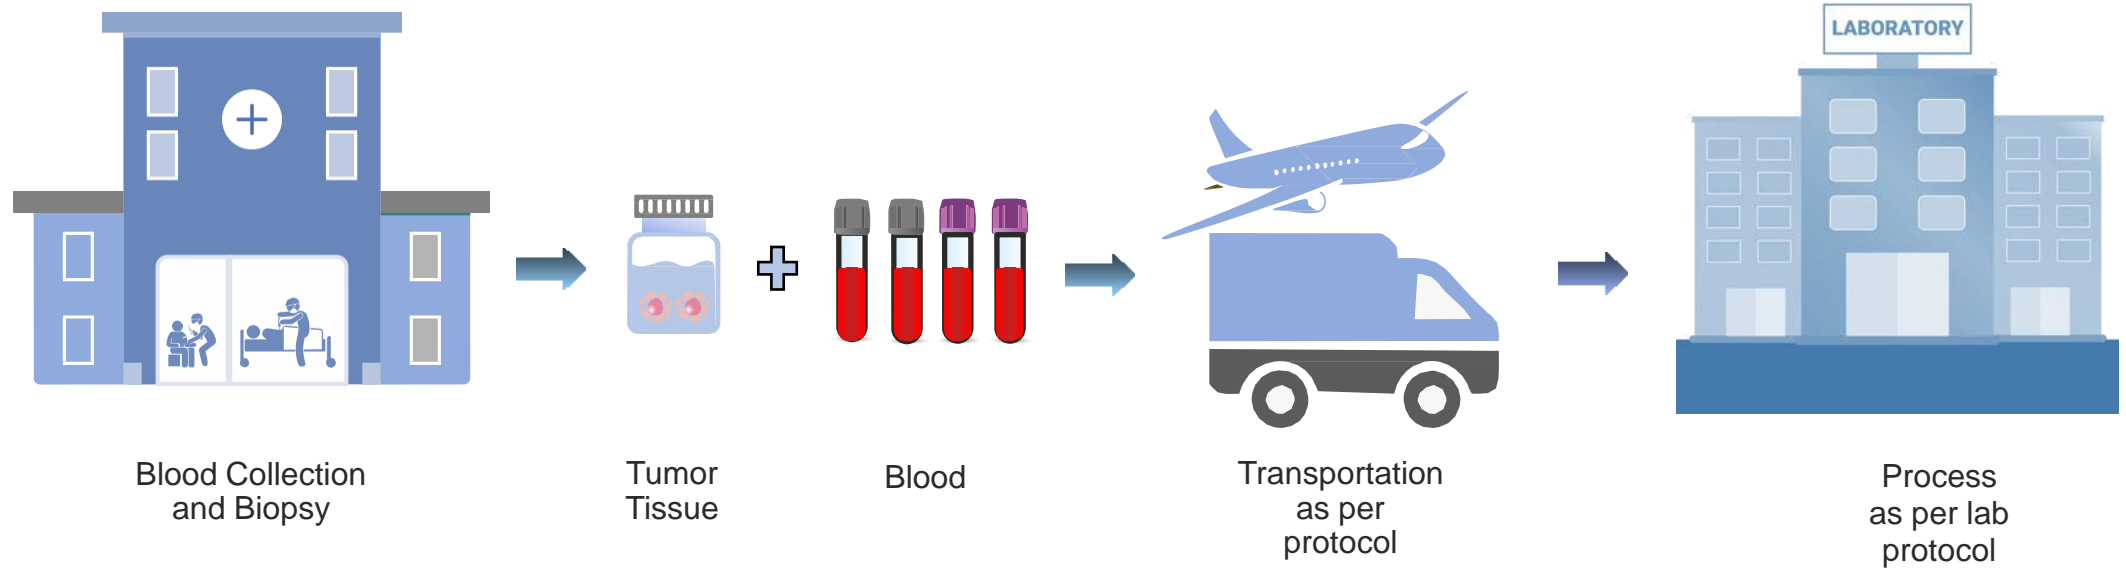 LABORATORY
Blood Collection
and Biopsy
Tumor
Tissue
Blood
Transportation
as per
protocol
Process
as per lab
protocol